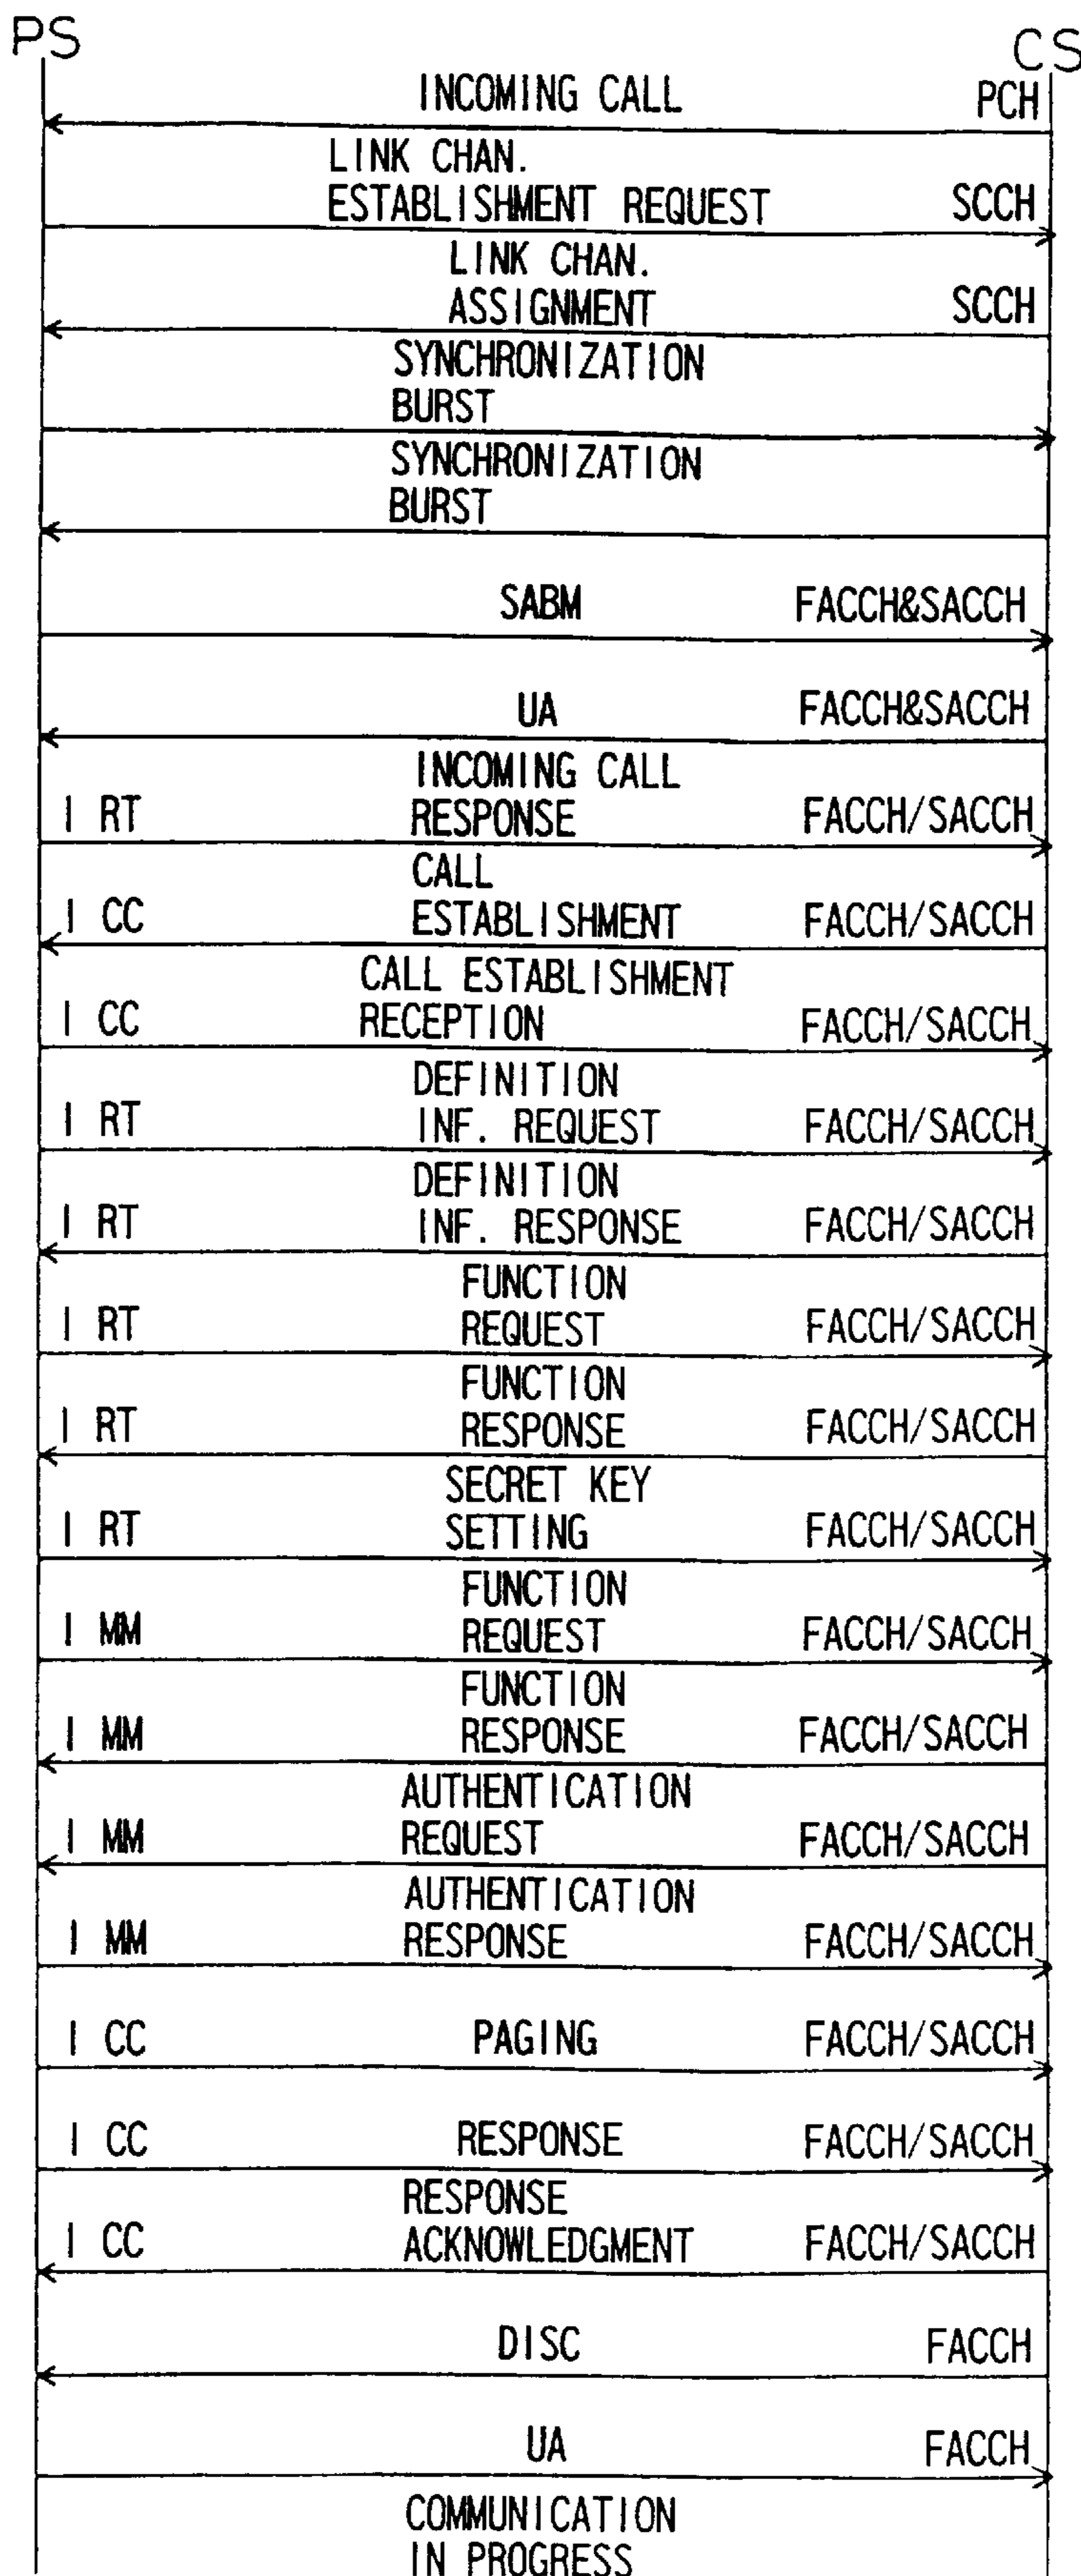 PS
CS
INCOMING CALL PCH
LINK CHAN.
ESTABLISHMENT REQUEST SCCH
LINK CHAN.
ASSIGNMENT SCCH
SYNCHRONIZATION
BURST
SYNCHRONIZATION
BURST
SABM FACCH&SACCH
UA FACCH&SACCH
INCOMING CALL
I RT RESPONSE FACCH/SACCH
CALL
I CC ESTABLISHMENT FACCH/SACCH
CALL ESTABLISHMENT
I CC RECEPTION FACCH/SACCH
DEFINITION
I RT INF. REQUEST FACCH/SACCH
DEFINITION
I RT INF. RESPONSE FACCH/SACCH
FUNCTION
I RT REQUEST FACCH/SACCH
FUNCTION
I RT RESPONSE FACCH/SACCH
SECRET KEY
I RT SETTING FACCH/SACCH
FUNCTION
I MM REQUEST FACCH/SACCH
FUNCTION
I MM RESPONSE FACCH/SACCH
AUTHENTICATION
I MM REQUEST FACCH/SACCH
AUTHENTICATION
I MM RESPONSE FACCH/SACCH
I CC PAGING FACCH/SACCH
I CC RESPONSE FACCH/SACCH
RESPONSE
I CC ACKNOWLEDGMENT FACCH/SACCH
DISC FACCH
UA FACCH
COMMUNICATION
IN PROGRESS